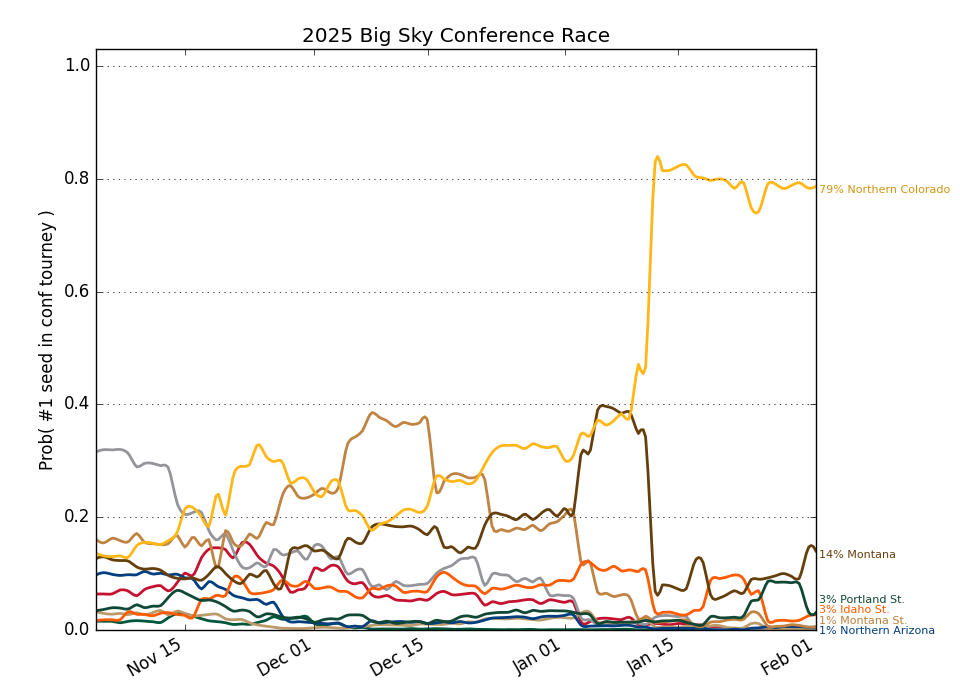 2025 Big Sky Conference Race
Prob( #1 seed in conf tourney )
1.0
0.8
0.6
0.4
0.2
0.0
Nov 15
Dec 01
Dec 15
Jan 01
Jan 15
Feb 01
79% Northern Colorado
14% Montana
3% Portland St.
3% Idaho St.
1% Montana St.
1% Northern Arizona